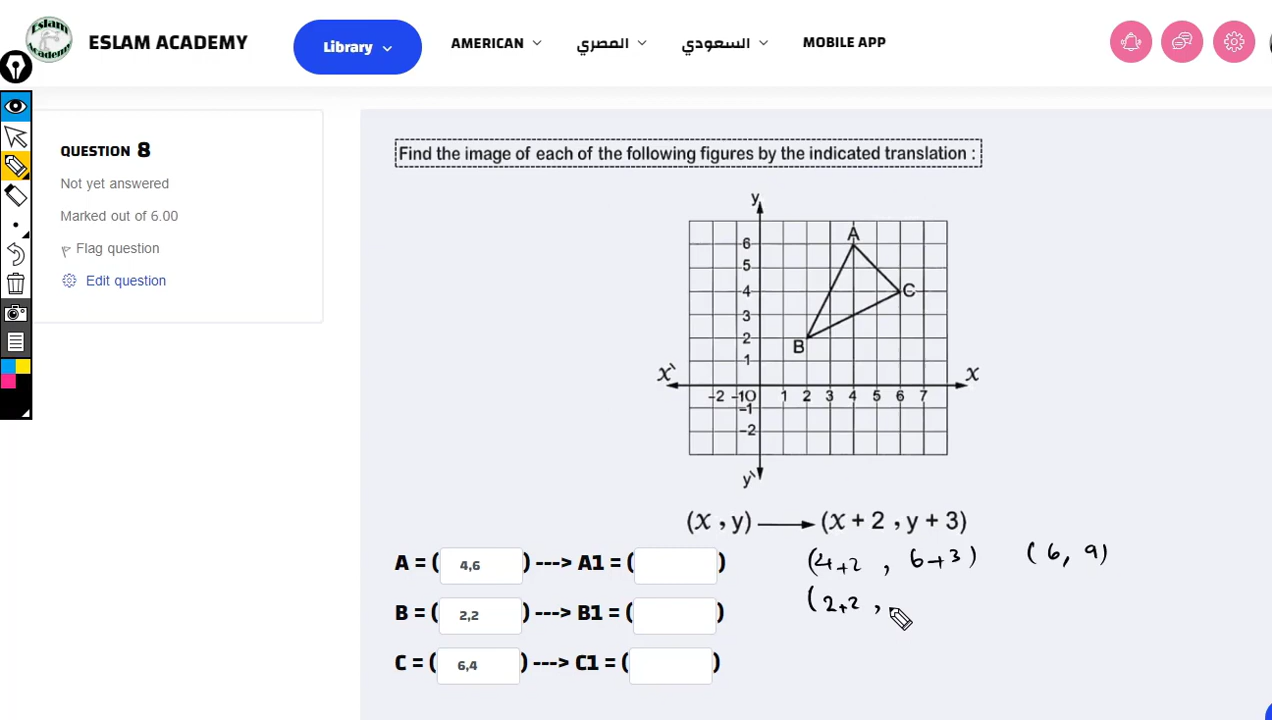 Eslam
Academy
ESLAM ACADEMY
Library
AMERICAN
المصري
السعودي
MOBILE APP
QUESTION 8
Not yet answered
Marked out of 6.00
Flag question
Edit question
Find the image of each of the following figures by the indicated translation :
y
6
A
5
4
C
3
2
B
1
x`
x
-2 -1 0 1 2 3 4 5 6 7
-1
-2
y`
(x , y) → (x + 2 , y + 3)
A = ( 4,6 ) ---> A1 = ( ) (4+2 , 6+3) (6, 9)
B = ( 2,2 ) ---> B1 = ( ) (2+2 ,
C = ( 6,4 ) ---> C1 = ( )